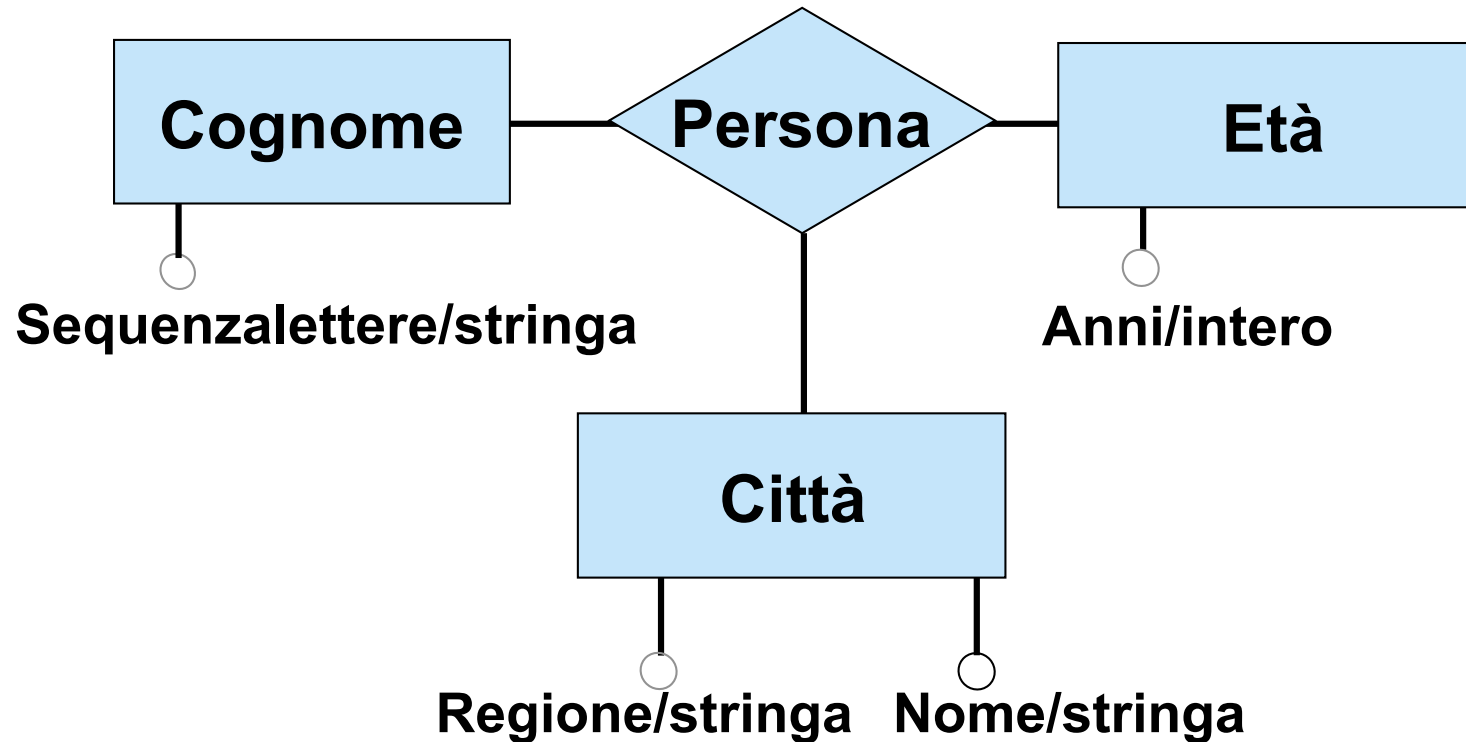 Cognome
Persona
Età
Sequenzalettere/stringa
Anni/intero
Città
Regione/stringa
Nome/stringa